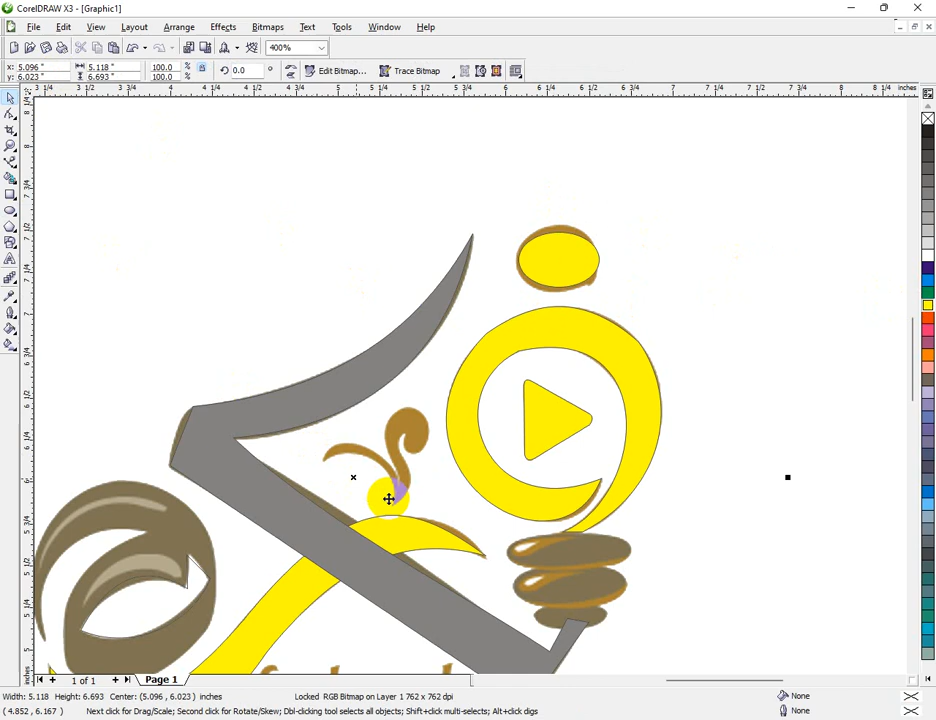 CorelDRAW X3 - [Graphic1]
File Edit View Layout Arrange Effects Bitmaps Text Tools Window Help
400%
x: 5.096 " 5.118 " 100.0 % 0.0 ° Edit Bitmap... Trace Bitmap
y: 6.023 " 6.693 " 100.0 %
inches
1 of 1 Page 1
Width: 5.118 Height: 6.693 Center: (5.096, 6.023) inches Locked RGB Bitmap on Layer 1 762 x 762 dpi None
(4.852, 6.167) Next click for Drag/Scale; Second click for Rotate/Skew; Dbl-clicking tool selects all objects; Shift+click multi-selects; Alt+click digs None